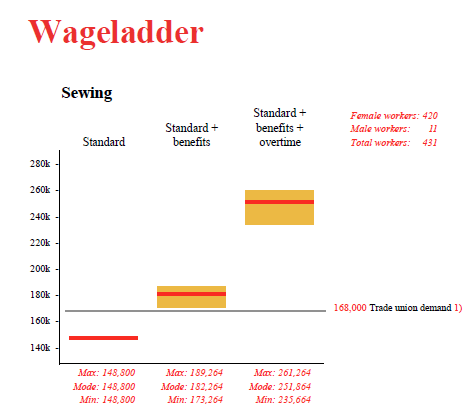 Wageladder
Sewing
Standard
Standard +
benefits
Standard +
benefits +
overtime
Female workers: 420
Male workers: 11
Total workers: 431
280k
260k
240k
220k
200k
180k
160k
140k
168,000 Trade union demand 1)
Max: 148,800
Mode: 148,800
Min: 148,800
Max: 189,264
Mode: 182,264
Min: 173,264
Max: 261,264
Mode: 251,864
Min: 235,664